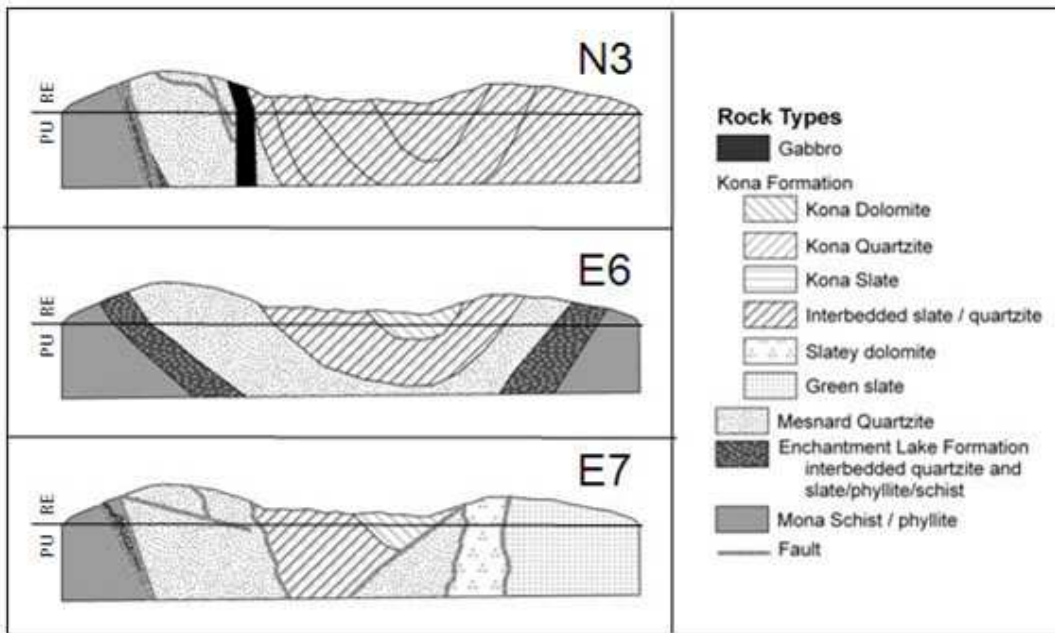 N3
RE
PU
E6
RE
PU
E7
RE
PU
Rock Types
Gabbro
Kona Formation
Kona Dolomite
Kona Quartzite
Kona Slate
Interbedded slate / quartzite
Slatey dolomite
Green slate
Mesnard Quartzite
Enchantment Lake Formation
interbedded quartzite and
slate/phyllite/schist
Mona Schist / phyllite
Fault